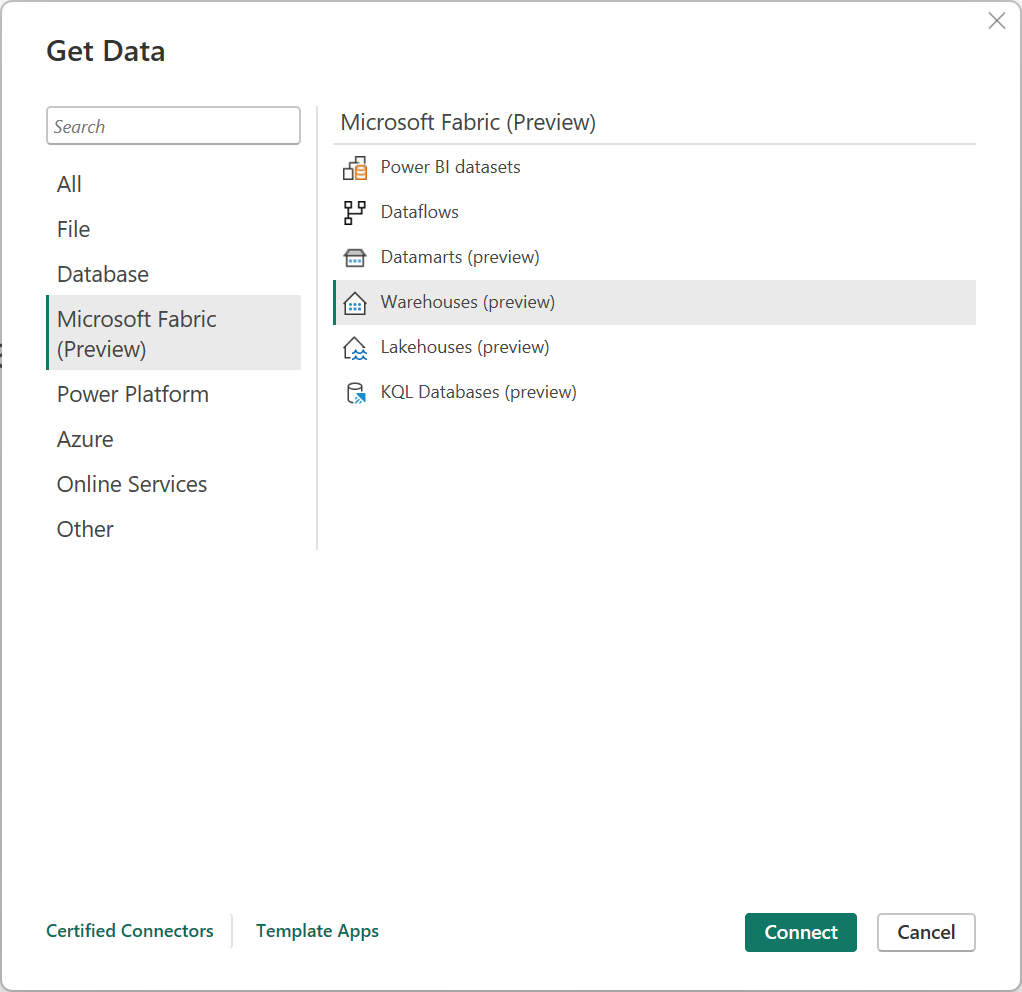 Get Data
Search
All
File
Database
Microsoft Fabric
(Preview)
Power Platform
Azure
Online Services
Other
Microsoft Fabric (Preview)
Power BI datasets
Dataflows
Datamarts (preview)
Warehouses (preview)
Lakehouses (preview)
KQL Databases (preview)
Certified Connectors
Template Apps
Connect
Cancel